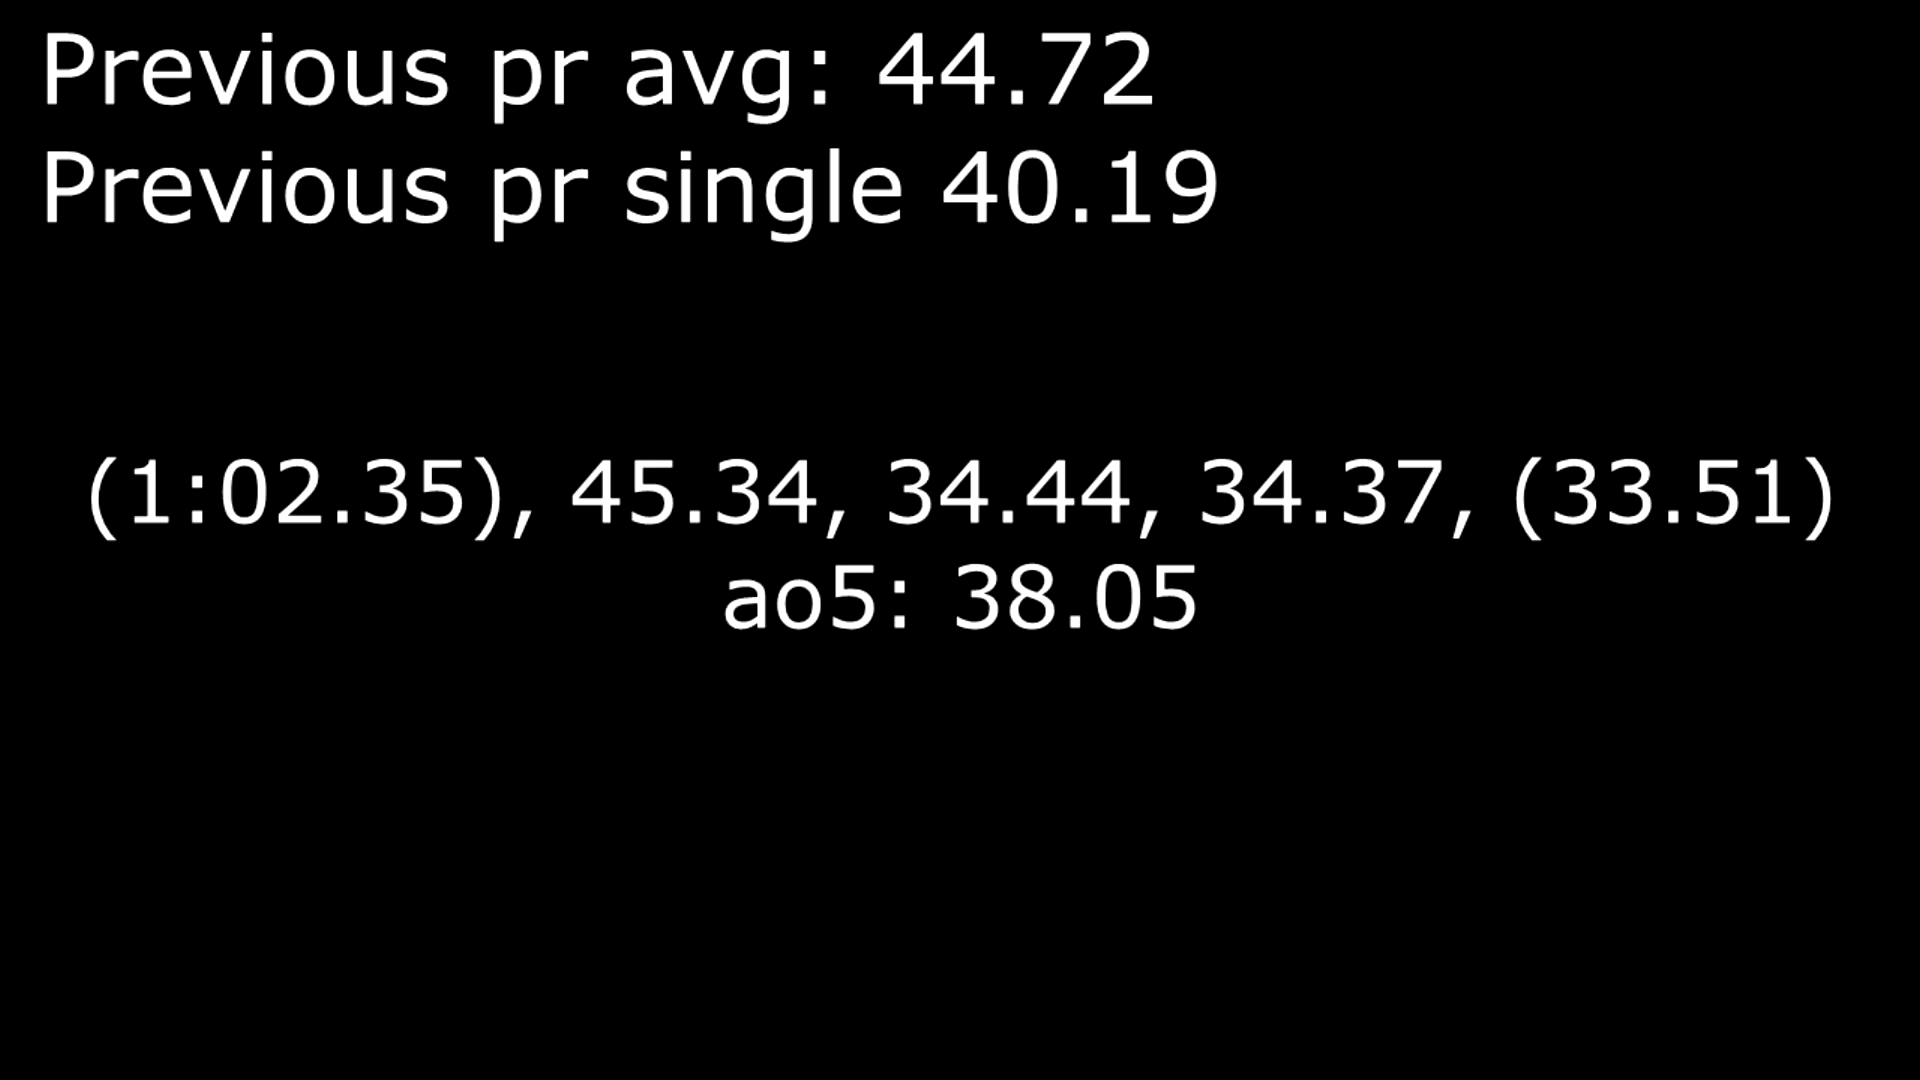 Previous pr avg: 44.72
Previous pr single 40.19
(1:02.35), 45.34, 34.44, 34.37, (33.51)
ao5: 38.05